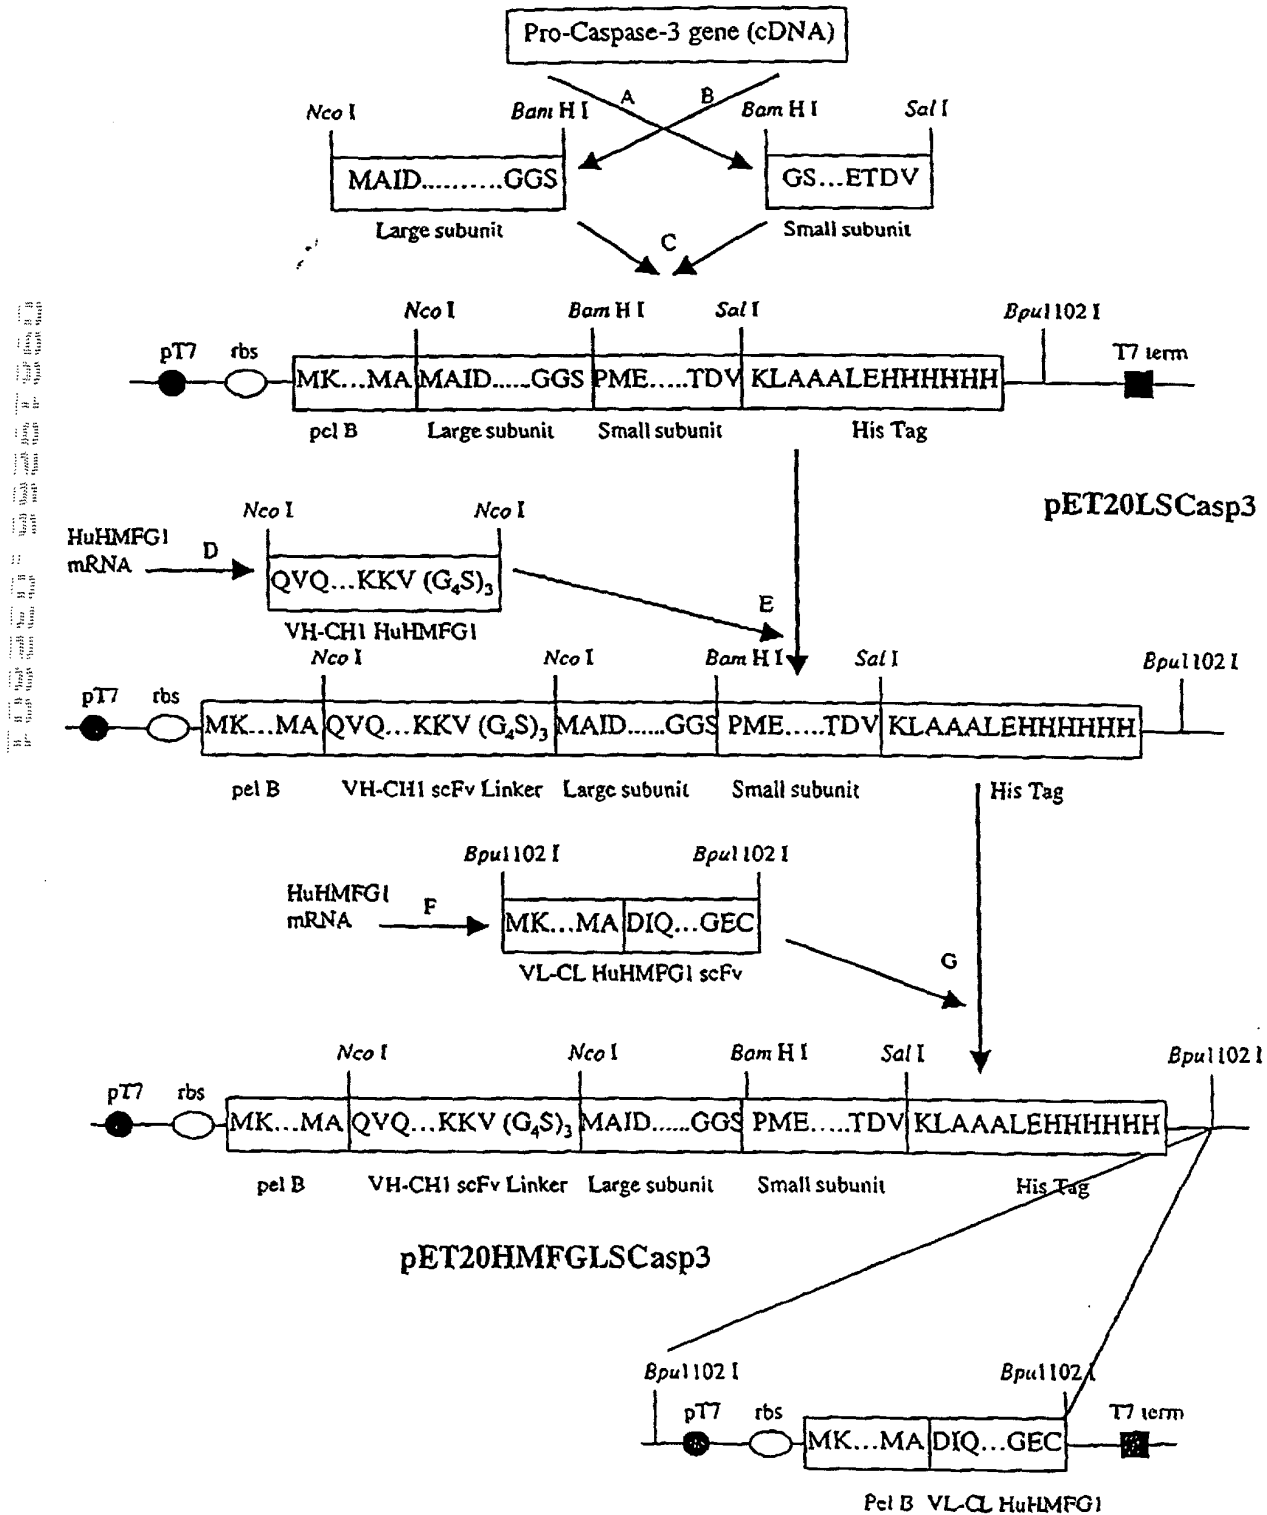 Pro-Caspase-3 gene (cDNA)
A B
Nco I Bam H I Bam H I Sal I
MAID..........GGS GS...ETDV
Large subunit Small subunit
C
Nco I Bam H I Sal I Bpu1102 I
pT7 rbs T7 term
MK...MA MAID......GGS PME.....TDV KLAAALEHHHHHH
pel B Large subunit Small subunit His Tag
pET20LSCasp3
Nco I Nco I
HuHMFG1
mRNA
D
QVQ...KKV (G4S)3
E
VH-CH1 HuHMFG1
Nco I Nco I Bam H I Sal I Bpu1102 I
pT7 rbs
MK...MA QVQ...KKV (G4S)3 MAID......GGS PME.....TDV KLAAALEHHHHHH
pel B VH-CH1 scFv Linker Large subunit Small subunit His Tag
Bpu1102 I Bpu1102 I
HuHMFG1
mRNA
F
MK...MA DIQ...GEC
VL-CL HuHMFG1 scFv
G
Nco I Nco I Bam H I Sal I Bpu1102 I
pT7 rbs
MK...MA QVQ...KKV (G4S)3 MAID......GGS PME.....TDV KLAAALEHHHHHH
pel B VH-CH1 scFv Linker Large subunit Small subunit His Tag
pET20HMFGLSCasp3
Bpu1102 I Bpu1102 I
pT7 rbs T7 term
MK...MA DIQ...GEC
Pel B VL-CL HuHMFG1